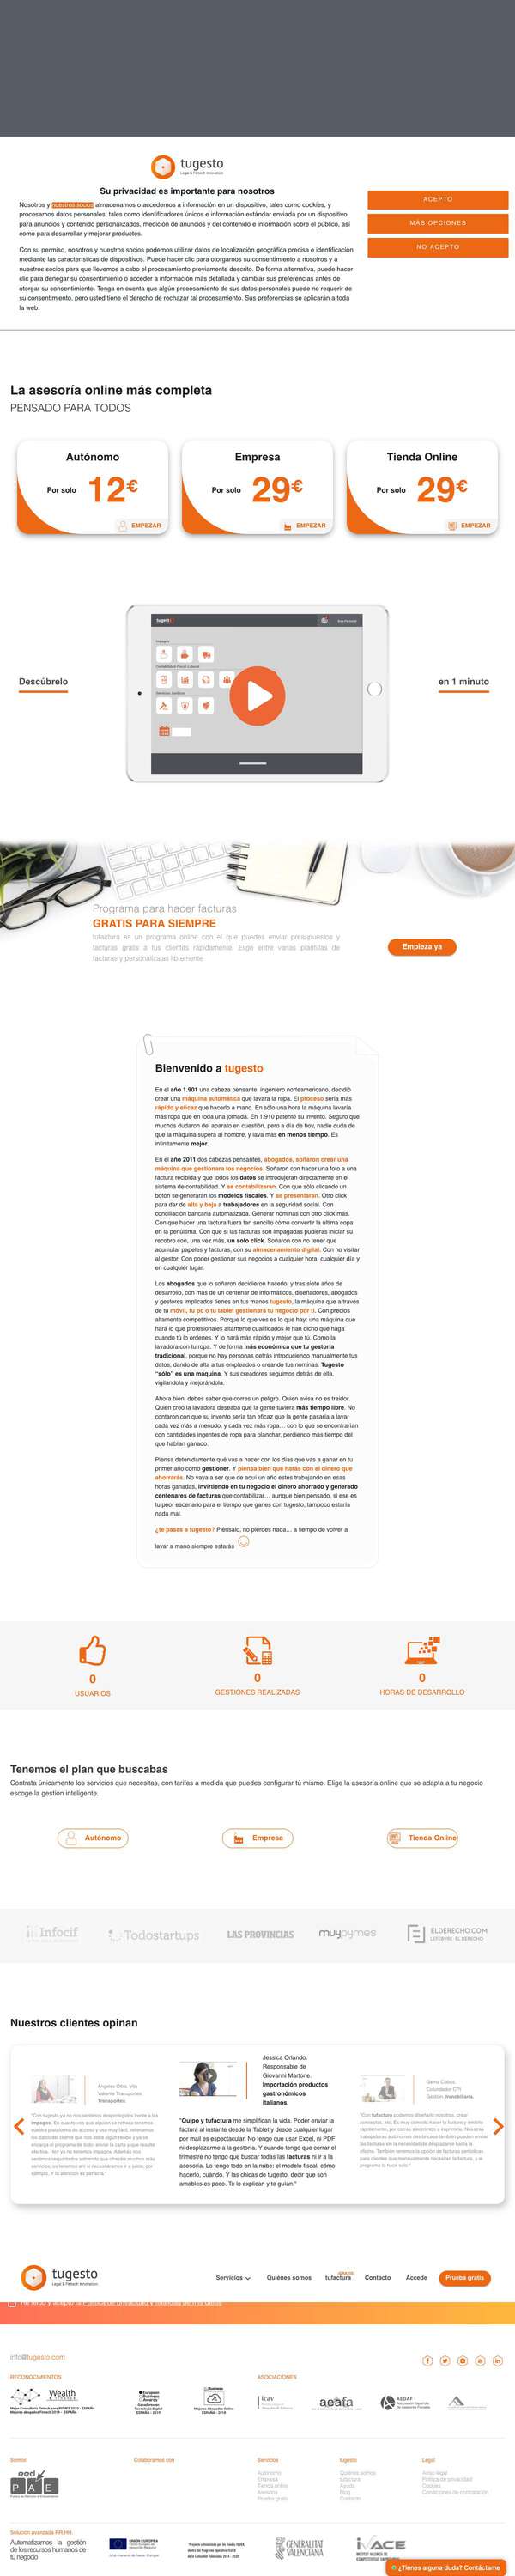 tugesto
Legal & Fintech Innovation
Su privacidad es importante para nosotros
Nosotros y nuestros socios almacenamos o accedemos a información en un dispositivo, tales como cookies, y
procesamos datos personales, tales como identificadores únicos e información estándar enviada por un dispositivo,
para anuncios y contenido personalizados, medición de anuncios y del contenido e información sobre el público, así
como para desarrollar y mejorar productos.
Con su permiso, nosotros y nuestros socios podemos utilizar datos de localización geográfica precisa e identificación
mediante las características de dispositivos. Puede hacer clic para otorgarnos su consentimiento a nosotros y a
nuestros socios para que llevemos a cabo el procesamiento previamente descrito. De forma alternativa, puede hacer
clic para denegar su consentimiento o acceder a información más detallada y cambiar sus preferencias antes de
otorgar su consentimiento. Tenga en cuenta que algún procesamiento de sus datos personales puede no requerir de
su consentimiento, pero usted tiene el derecho de rechazar tal procesamiento. Sus preferencias se aplicarán a toda
la web.
ACEPTO
MÁS OPCIONES
NO ACEPTO
La asesoría online más completa
PENSADO PARA TODOS
Autónomo
Por solo 12€
EMPEZAR
Empresa
Por solo 29€
EMPEZAR
Tienda Online
Por solo 29€
EMPEZAR
Descúbrelo
en 1 minuto
Programa para hacer facturas
GRATIS PARA SIEMPRE
tufactura es un programa online con el que puedes enviar presupuestos y
facturas gratis a tus clientes rápidamente. Elige entre varias plantillas de
facturas y personalízalas libremente.
Empieza ya
Bienvenido a tugesto
En el año 1.901 una cabeza pensante, ingeniero norteamericano, decidió
crear una máquina automática que lavara la ropa. El proceso sería más
rápido y eficaz que hacerlo a mano. En sólo una hora la máquina lavaría
más ropa que en toda una jornada. En 1.910 patentó su invento. Seguro que
muchos dudaron del aparato en cuestión, pero a día de hoy, nadie duda de
que la máquina supera al hombre, y lava más en menos tiempo. Es
infinitamente mejor.
En el año 2011 dos cabezas pensantes, abogados, soñaron crear una
máquina que gestionara los negocios. Soñaron con hacer una foto a una
factura recibida y que todos los datos se introdujeran directamente en el
sistema de contabilidad. Y se contabilizaran. Con que sólo clicando un
botón se generaran los modelos fiscales. Y se presentaran. Otro click
para dar de alta y baja a trabajadores en la seguridad social. Con
conciliación bancaria automatizada. Generar nóminas con otro click más.
Con que hacer una factura fuera tan sencillo cómo convertir la última copa
en la penúltima. Con que si las facturas son impagadas pudieras iniciar su
recobro con, una vez más, un solo click. Soñaron con no tener que
acumular papeles y facturas, con su almacenamiento digital. Con no visitar
al gestor. Con poder gestionar sus negocios a cualquier hora, cualquier día y
en cualquier lugar.
Los abogados que lo soñaron decidieron hacerlo, y tras siete años de
desarrollo, con más de un centenar de informáticos, diseñadores, abogados
y gestores implicados tienes en tus manos tugesto, la máquina que a través
de tu móvil, tu pc o tu tablet gestionará tu negocio por ti. Con precios
altamente competitivos. Porque lo que ves es lo que hay: una máquina que
hará lo que profesionales altamente cualificados le han dicho que haga
cuando tú lo ordenes. Y lo hará más rápido y mejor que tú. Como la
lavadora con tu ropa. Y de forma más económica que tu gestoría
tradicional, porque no hay personas detrás introduciendo manualmente tus
datos, dando de alta a tus empleados o creando tus nóminas. Tugesto
"sólo" es una máquina. Y sus creadores seguimos detrás de ella,
vigilándola y mejorándola.
Ahora bien, debes saber que corres un peligro. Quien avisa no es traidor.
Quien creó la lavadora deseaba que la gente tuviera más tiempo libre. No
contaron con que su invento sería tan eficaz que la gente pasaría a lavar
cada vez más a menudo, y cada vez más ropa… con lo que se encontrarían
con cantidades ingentes de ropa para planchar, perdiendo más tiempo del
que habían ganado.
Piensa detenidamente qué vas a hacer con los días que vas a ganar en tu
primer año como gestioner. Y piensa bien qué harás con el dinero que
ahorrarás. No vaya a ser que de aquí un año estés trabajando en esas
horas ganadas, invirtiendo en tu negocio el dinero ahorrado y generado
centenares de facturas que contabilizar… aunque bien pensado, si ese es
tu peor escenario para el tiempo que ganes con tugesto, tampoco estaría
nada mal.
¿te pasas a tugesto? Piénsalo, no pierdes nada… a tiempo de volver a
lavar a mano siempre estarás
0
USUARIOS
0
GESTIONES REALIZADAS
0
HORAS DE DESARROLLO
Tenemos el plan que buscabas
Contrata únicamente los servicios que necesitas, con tarifas a medida que puedes configurar tú mismo. Elige la asesoría online que se adapta a tu negocio
escoge la gestión inteligente.
Autónomo
Empresa
Tienda Online
Infocif
Todostartups
LAS PROVINCIAS
muypymes
ELDERECHO.COM
LEFEBVRE · EL DERECHO
Nuestros clientes opinan
Jessica Orlando.
Responsable de
Giovanni Martone.
Importación productos
gastronómicos
italianos.
"Quipo y tufactura me simplifican la vida. Poder enviar la
factura al instante desde la Tablet y desde cualquier lugar
por mail es espectacular. No tengo que usar Excel, ni PDF
ni desplazarme a la gestoría. Y cuando tengo que cerrar el
trimestre no tengo que buscar todas las facturas ni ir a la
asesoría. Lo tengo todo en la nube: el modelo fiscal, cómo
hacerlo, cuándo. Y las chicas de tugesto, decir que son
amables es poco. Te lo explican y te guían."
tugesto
Legal & Fintech Innovation
Servicios
Quiénes somos
¡GRATIS!
tufactura
Contacto
Accede
Prueba gratis
info@tugesto.com
RECONOCIMIENTOS
ASOCIACIONES
Wealth
& FINANCE
European
Business
Awards
Business
icav
aeafa
AEDAF
Somos
Colaboramos con
Servicios
tugesto
Legal
red
P A E
Autónomo
Empresa
Tienda online
Asesoría
Prueba gratis
Quiénes somos
tufactura
Ayuda
Blog
Contacto
Aviso legal
Política de privacidad
Cookies
Condiciones de contratación
Solución avanzada RR.HH.
Automatizamos la gestión
de los recursos humanos de
tu negocio
UNIÓN EUROPEA
GENERALITAT
VALENCIANA
iVACE
¿Tienes alguna duda? Contáctame